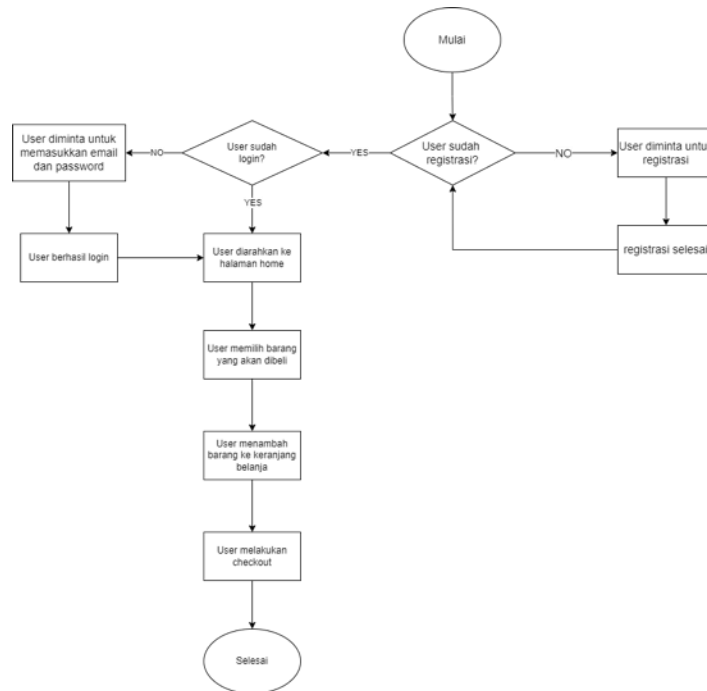 Mulai
User sudah
registrasi?
YES
NO
User diminta untuk
registrasi
registrasi selesai
User sudah
login?
NO
YES
User diminta untuk
memasukkan email
dan password
User berhasil login
User diarahkan ke
halaman home
User memilih barang
yang akan dibeli
User menambah
barang ke keranjang
belanja
User melakukan
checkout
Selesai